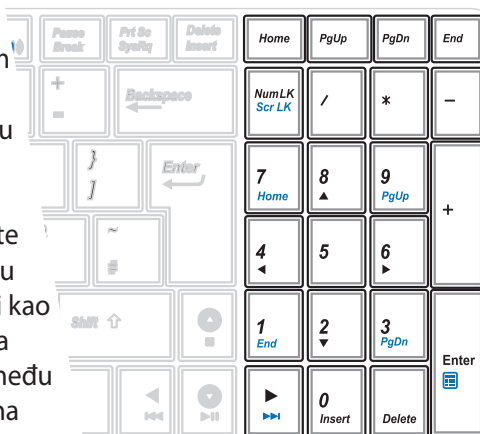 u
te
u
i kao
a
među
na
Pause Break
Prt Sc SysRq
Delete Insert
Home
PgUp
PgDn
End
+ =
Backspace
NumLK Scr LK
/
*
-
} ]
Enter
7 Home
8
9 PgUp
+
~ #
4
5
6
Shift
1 End
2
3 PgDn
Enter
0 Insert
Delete